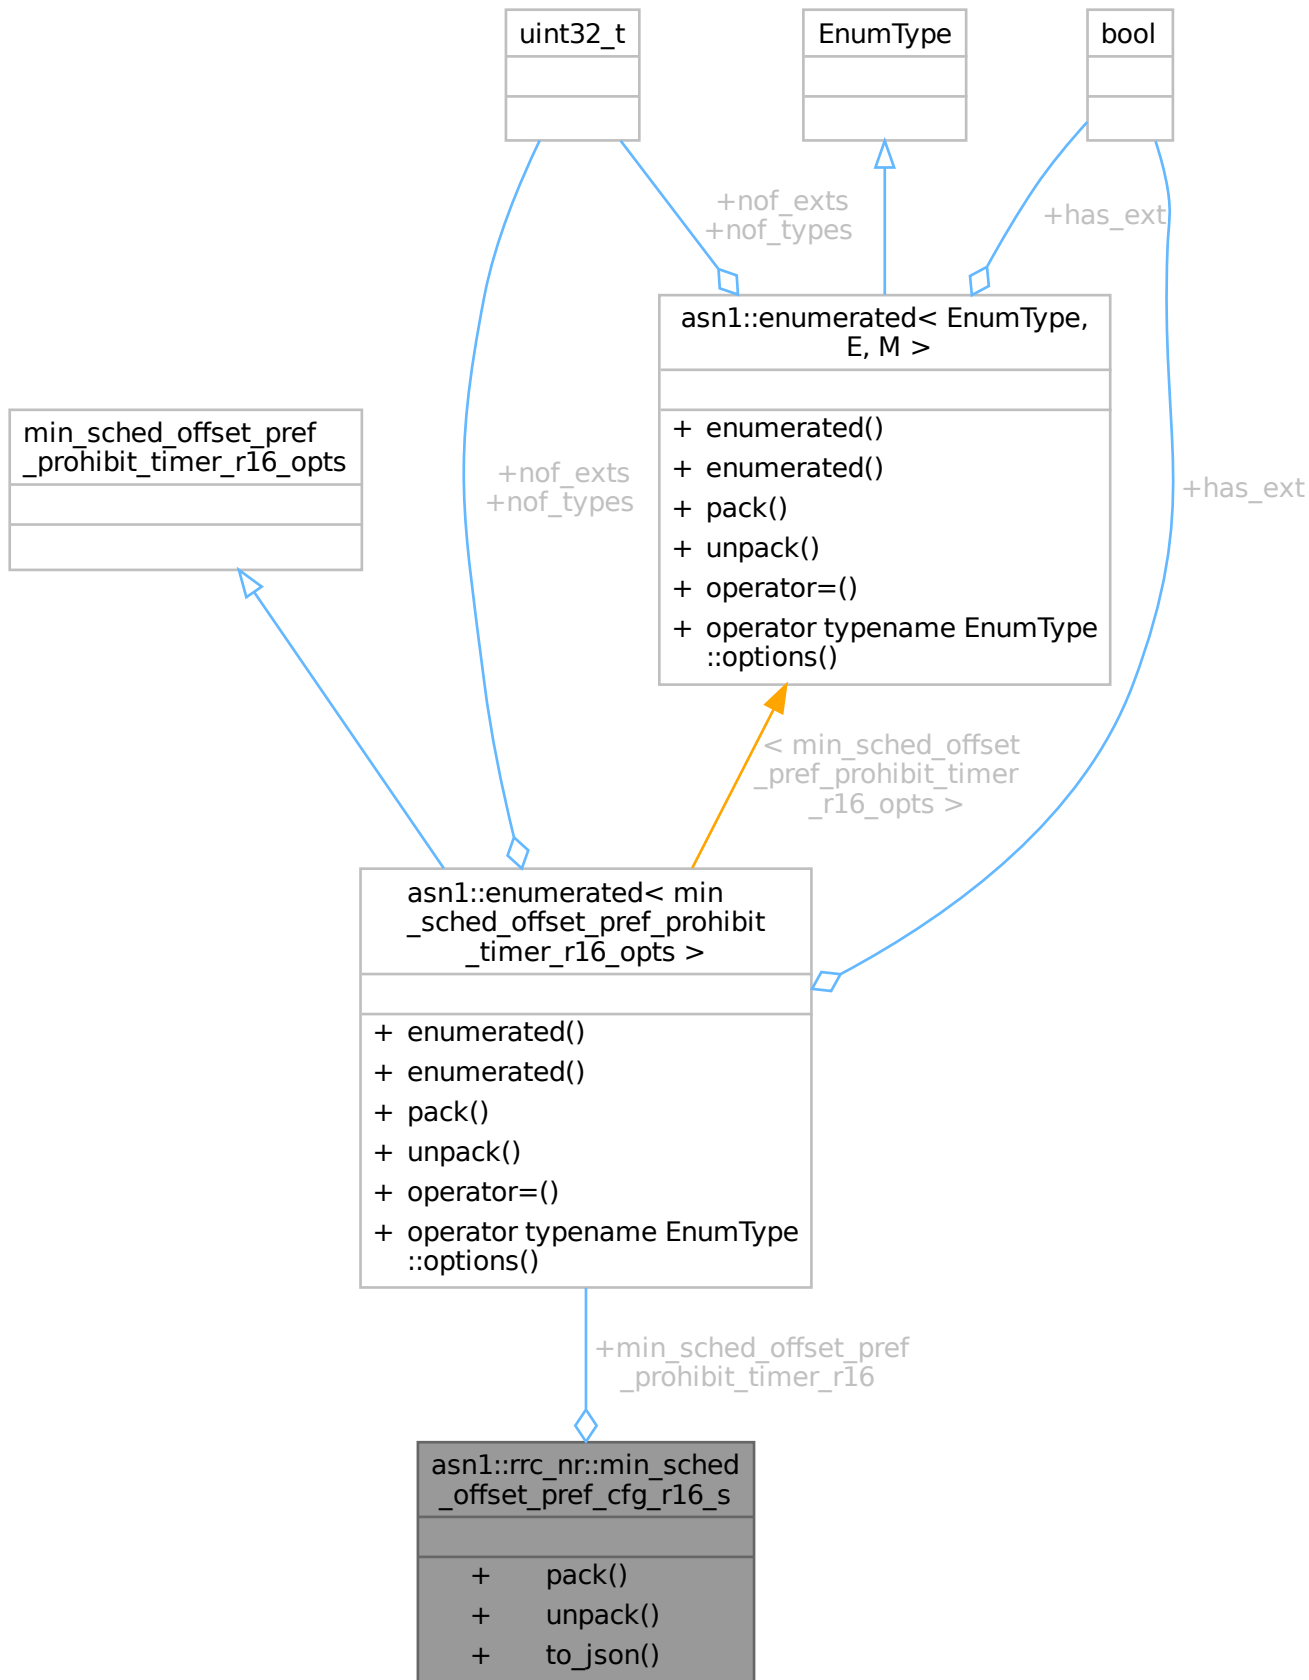 uint32_t
EnumType
bool
+nof_exts
+nof_types
+has_ext
asn1::enumerated< EnumType,
E, M >
+ enumerated()
+ enumerated()
+ pack()
+ unpack()
+ operator=()
+ operator typename EnumType
::options()
min_sched_offset_pref
_prohibit_timer_r16_opts
+nof_exts
+nof_types
+has_ext
< min_sched_offset
_pref_prohibit_timer
_r16_opts >
asn1::enumerated< min
_sched_offset_pref_prohibit
_timer_r16_opts >
+ enumerated()
+ enumerated()
+ pack()
+ unpack()
+ operator=()
+ operator typename EnumType
::options()
+min_sched_offset_pref
_prohibit_timer_r16
asn1::rrc_nr::min_sched
_offset_pref_cfg_r16_s
+ pack()
+ unpack()
+ to_json()